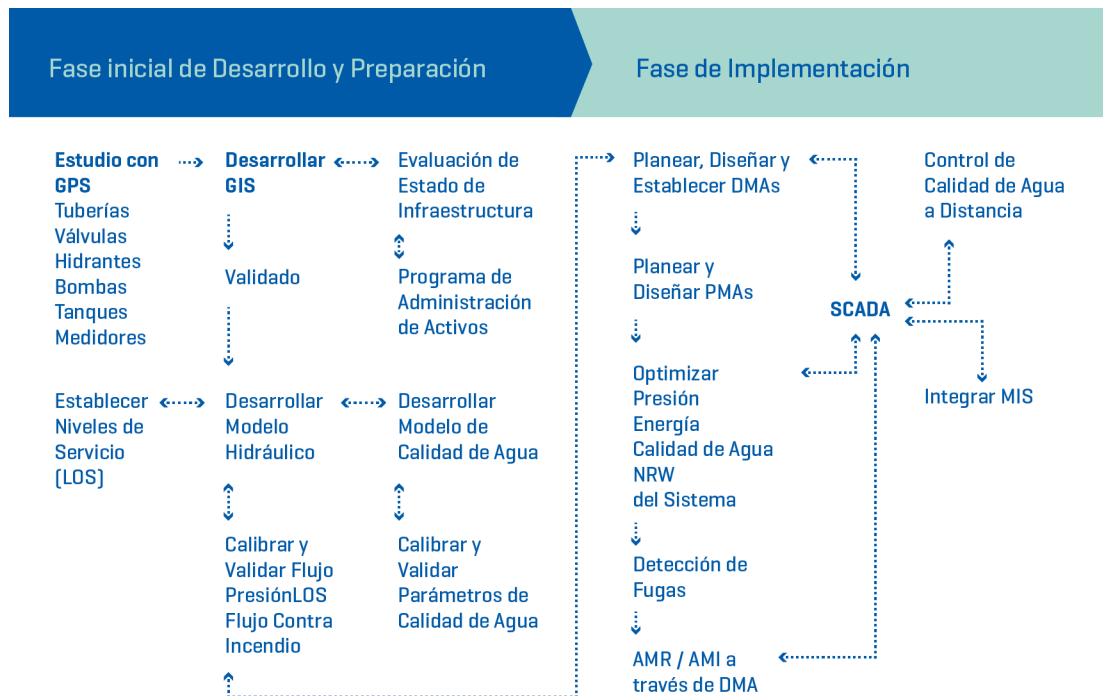 Fase inicial de Desarrollo y Preparación
Fase de Implementación
Estudio con
GPS
Tuberías
Válvulas
Hidrantes
Bombas
Tanques
Medidores
Desarrollar
GIS
Evaluación de
Estado de
Infraestructura
Validado
Programa de
Administración
de Activos
Establecer
Niveles de
Servicio
(LOS)
Desarrollar
Modelo
Hidráulico
Desarrollar
Modelo de
Calidad de Agua
Calibrar y
Validar Flujo
PresiónLOS
Flujo Contra
Incendio
Calibrar y
Validar
Parámetros de
Calidad de Agua
Planear, Diseñar y
Establecer DMAs
Planear y
Diseñar PMAs
Optimizar
Presión
Energía
Calidad de Agua
NRW
del Sistema
Detección de
Fugas
AMR / AMI a
través de DMA
SCADA
Control de
Calidad de Agua
a Distancia
Integrar MIS